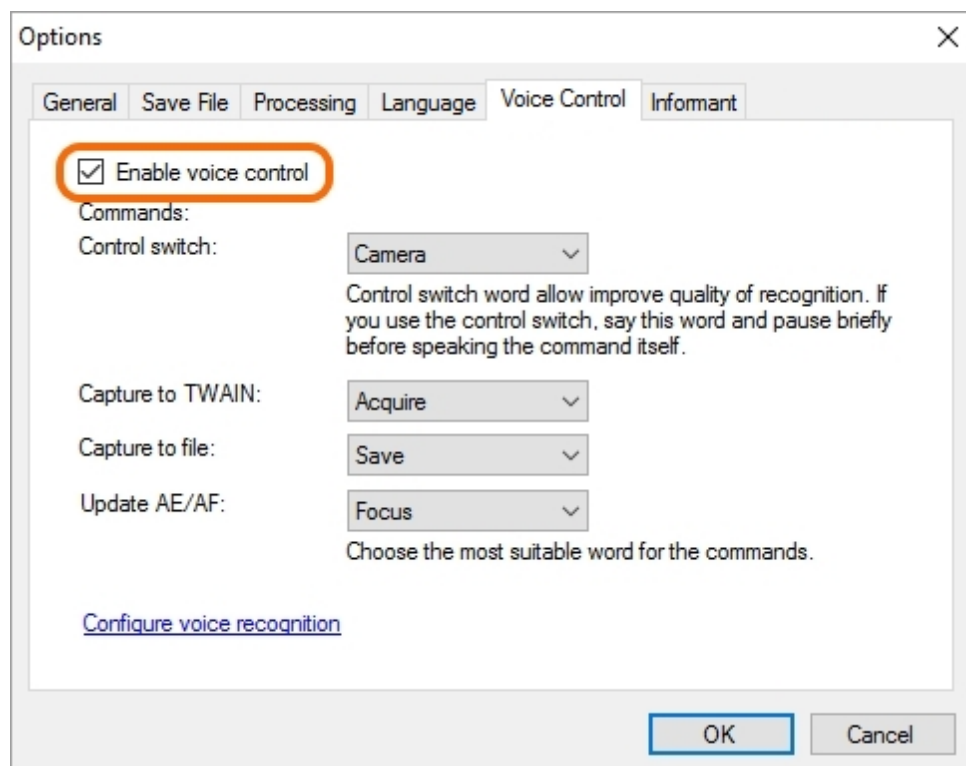 Options
General Save File Processing Language Voice Control Informant
Enable voice control
Commands:
Control switch: Camera
Control switch word allow improve quality of recognition. If
you use the control switch, say this word and pause briefly
before speaking the command itself.
Capture to TWAIN: Acquire
Capture to file: Save
Update AE/AF: Focus
Choose the most suitable word for the commands.
Configure voice recognition
OK Cancel